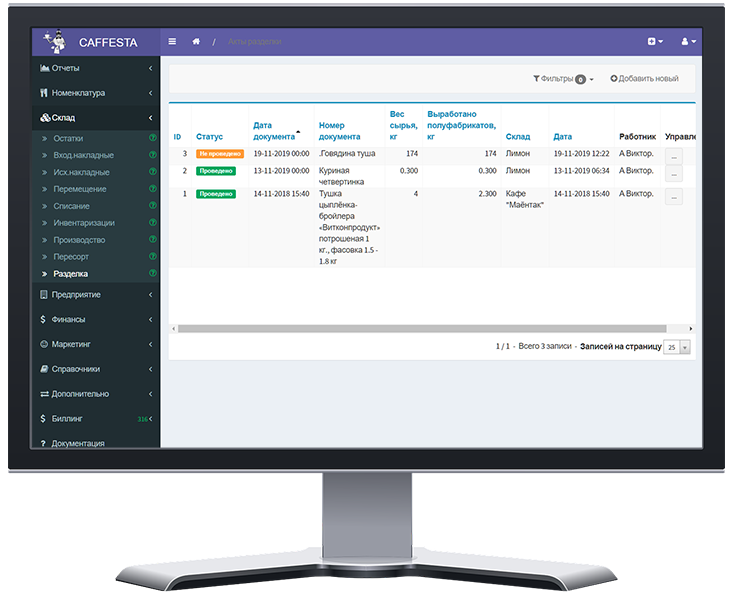 CAFFESTA
/ Акты разделки
Отчеты
Номенклатура
Склад
Остатки
Вход.накладные
Исх.накладные
Перемещение
Списание
Инвентаризации
Производство
Пересорт
Разделка
Предприятие
Финансы
Маркетинг
Справочники
Дополнительно
Биллинг 316
? Документация
Фильтры 0
Добавить новый
ID Статус Дата документа Номер документа Вес сырья, кг Выработано полуфабрикатов, кг Склад Дата Работник Управле
3 Не проведено 19-11-2019 00:00 .Говядина туша 174 174 Лимон 19-11-2019 12:22 А Виктор. ...
2 Проведено 13-11-2019 00:00 Куриная 0.300 0.300 Лимон 13-11-2019 06:34 А Виктор. ...
четвертинка
1 Проведено 14-11-2018 15:40 Тушка 4 2.300 Кафе 14-11-2018 15:40 А Виктор. ...
цыплёнка- "Маёнтак"
бройлера
«Витконпродукт»
потрошеная 1
кг., фасовка 1.5 -
1.8 кг
1 / 1 - Всего 3 записи - Записей на страницу 25